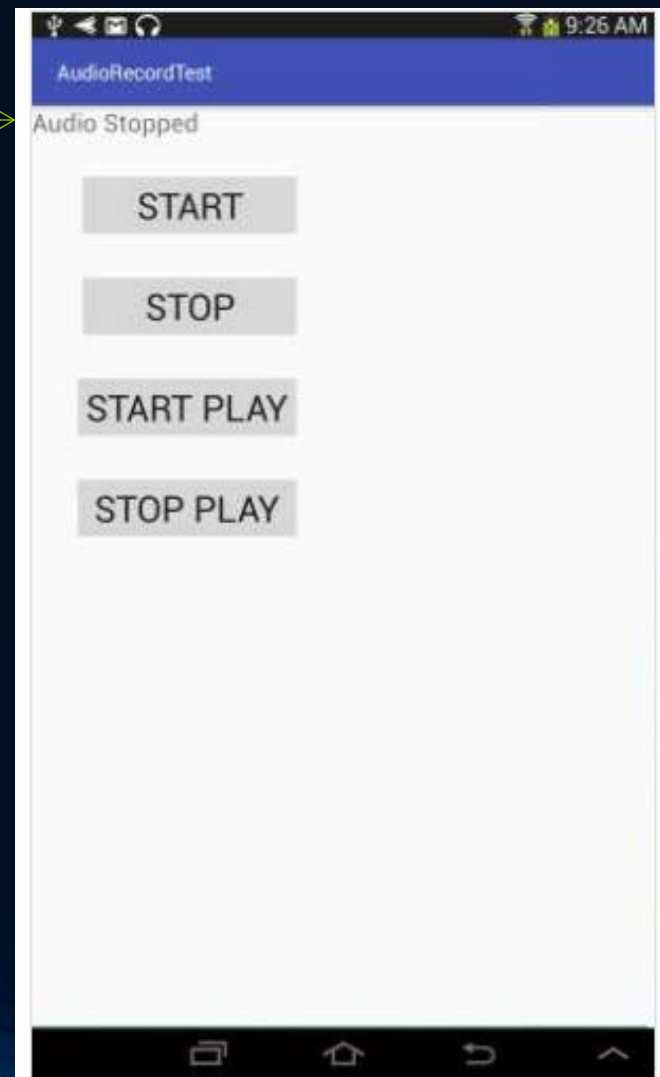 9:26 AM
AudioRecordTest
Audio Stopped
START
STOP
START PLAY
STOP PLAY